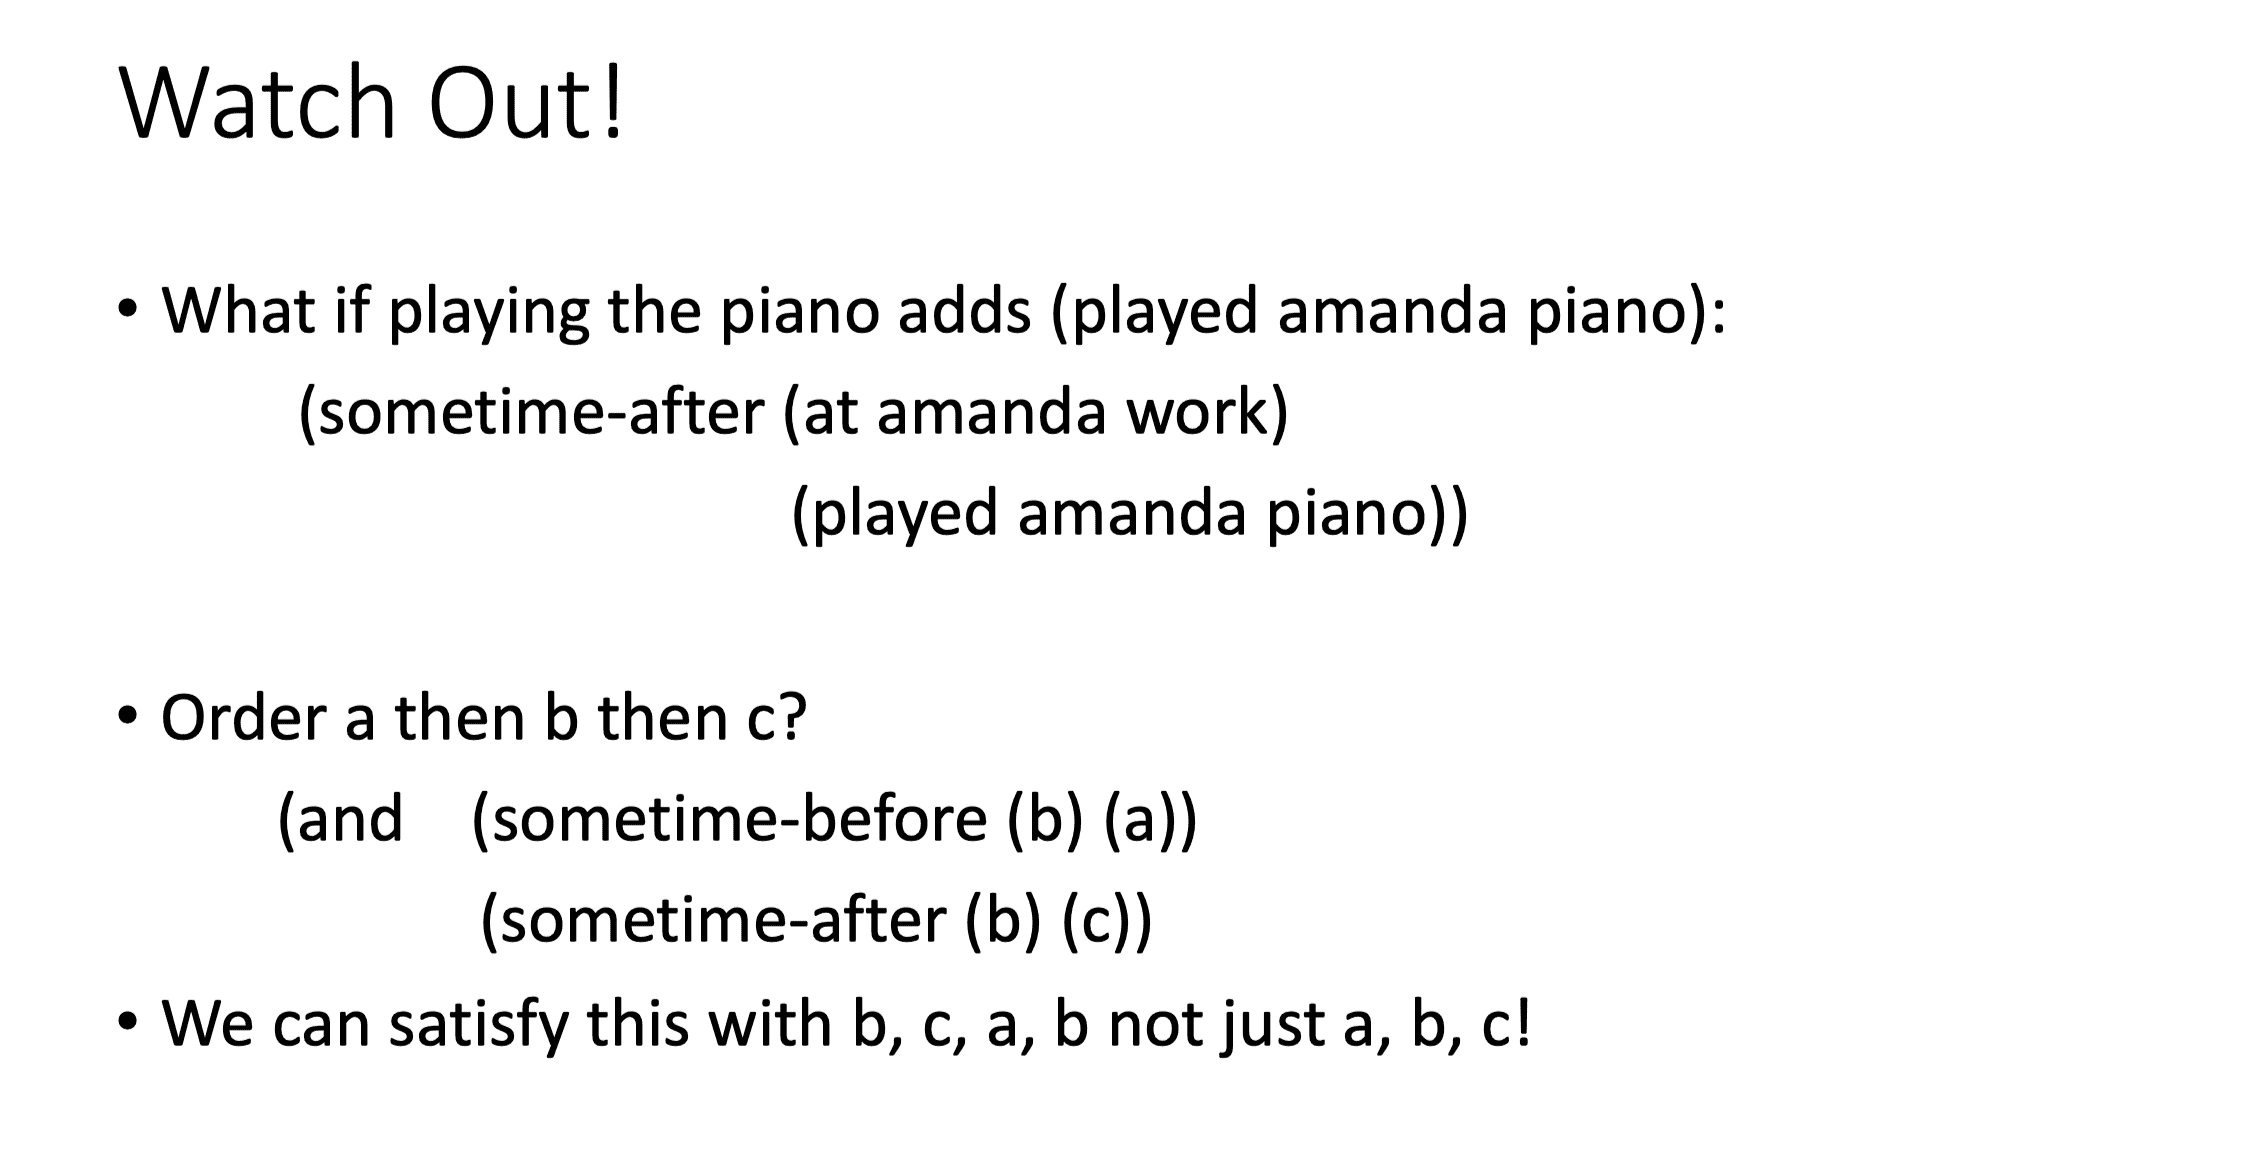 Watch Out!
• What if playing the piano adds (played amanda piano):
(sometime-after (at amanda work)
(played amanda piano))
• Order a then b then c?
(and (sometime-before (b) (a))
(sometime-after (b) (c))
• We can satisfy this with b, c, a, b not just a, b, c!